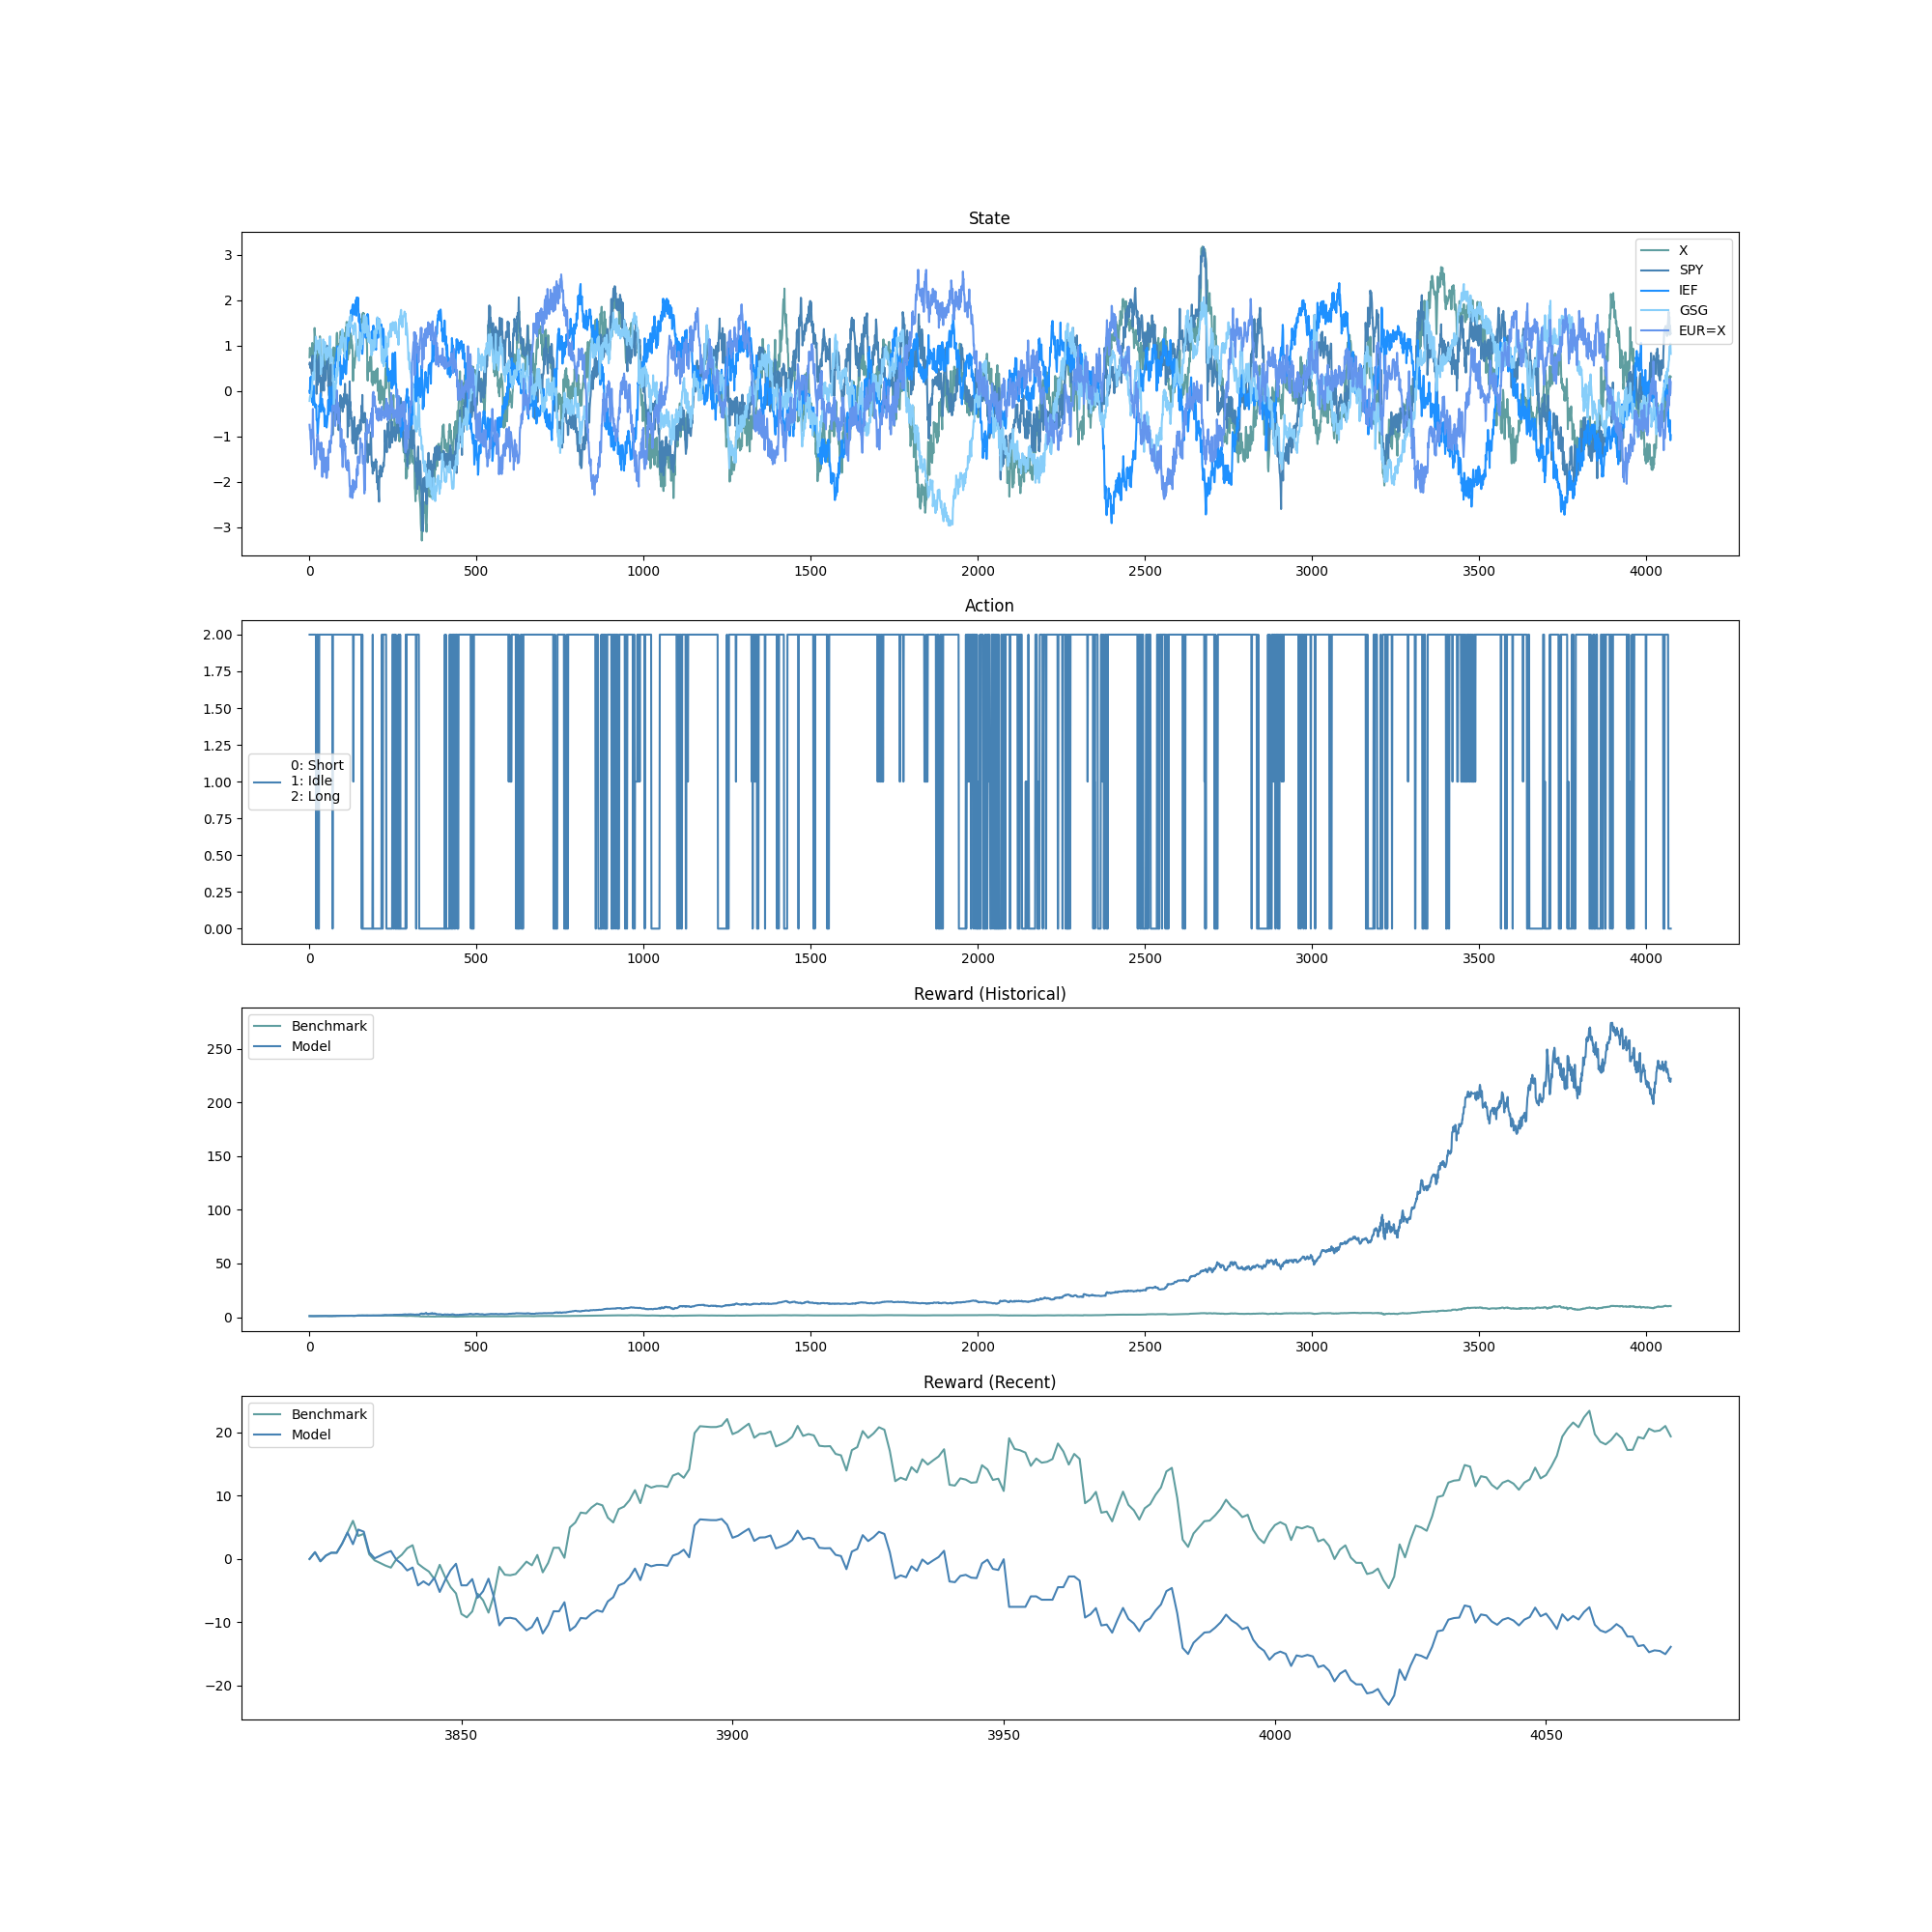 State
3
2
1
0
−1
−2
−3
X
SPY
IEF
GSG
EUR=X
0 500 1000 1500 2000 2500 3000 3500 4000
Action
2.00
1.75
1.50
1.25
1.00
0.75
0.50
0.25
0.00
0: Short
1: Idle
2: Long
0 500 1000 1500 2000 2500 3000 3500 4000
Reward (Historical)
Benchmark
Model
250
200
150
100
50
0
0 500 1000 1500 2000 2500 3000 3500 4000
Reward (Recent)
Benchmark
Model
20
10
0
−10
−20
3850 3900 3950 4000 4050